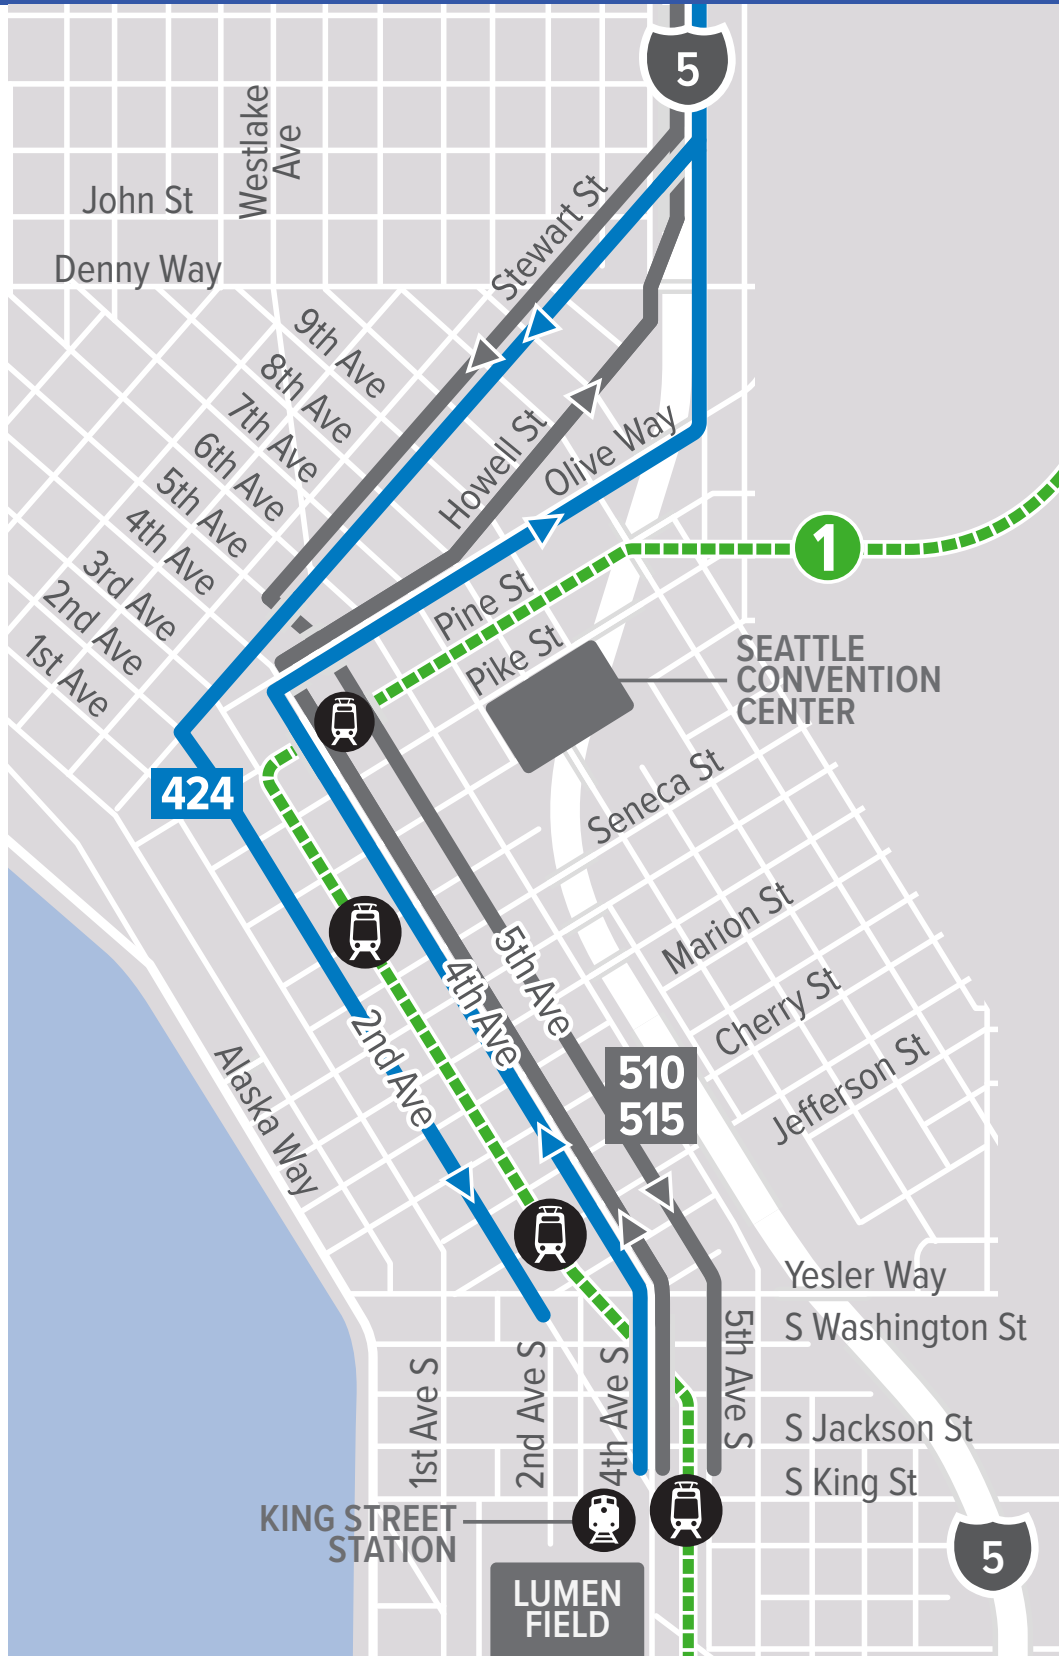 5
Westlake
Ave
John St
Denny Way
Stewart St
9th Ave
8th Ave
7th Ave
6th Ave
5th Ave
4th Ave
3rd Ave
2nd Ave
1st Ave
Howell St
Olive Way
1
Pine St
Pike St
SEATTLE
CONVENTION
CENTER
424
Seneca St
Marion St
5th Ave
4th Ave
2nd Ave
Cherry St
Jefferson St
510
515
Alaska Way
Yesler Way
S Washington St
5th Ave S
1st Ave S
2nd Ave S
4th Ave S
S Jackson St
S King St
KING STREET
STATION
5
LUMEN
FIELD